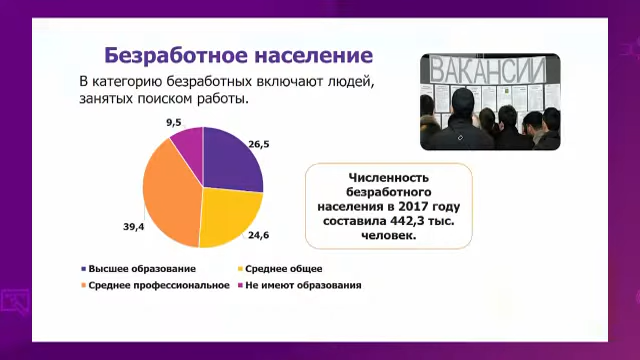 Безработное население
В категорию безработных включают людей,
занятых поиском работы.
ВАКАНСИИ
9,5
26,5
39,4
24,6
Численность
безработного
населения в 2017 году
составила 442,3 тыс.
человек.
Высшее образование
Среднее общее
Среднее профессиональное
Не имеют образования